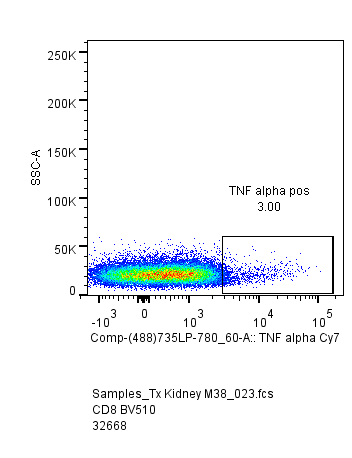 250K
200K
150K
100K
50K
0
SSC-A
TNF alpha pos
3.00
-10 3 0 10 3 10 4 10 5
Comp-(488)735LP-780_60-A:: TNF alpha Cy7
Samples_Tx Kidney M38_023.fcs
CD8 BV510
32668